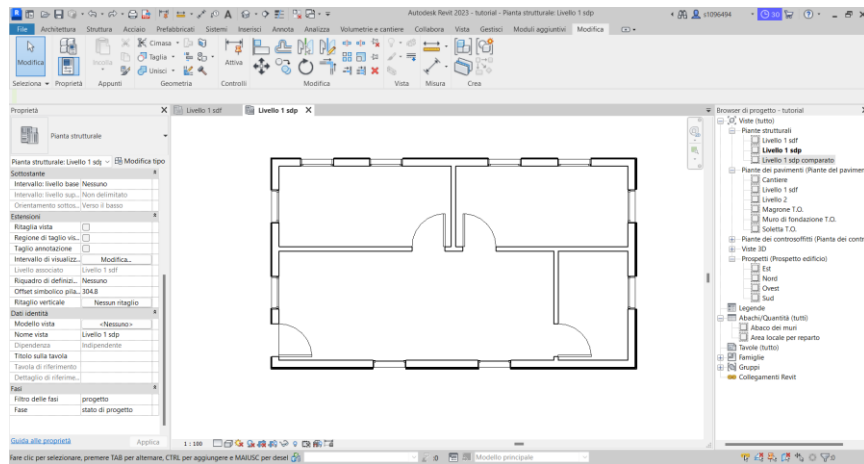 Autodesk Revit 2023 - tutorial - Pianta strutturale: Livello 1 sdp
s1096494
30
File Architettura Struttura Acciaio Prefabbricati Sistemi Inserisci Annota Analizza Volumetrie e cantiere Collabora Vista Gestisci Moduli aggiuntivi Modifica
Modifica
Incolla
Cimasa
Taglia
Unisci
Attiva
Seleziona Proprietà Appunti Geometria Controlli Modifica Vista Misura Crea
Proprietà
Livello 1 sdf
Livello 1 sdp
Browser di progetto - tutorial
Pianta strutturale
Pianta strutturale: Livello 1 sdp
Modifica tipo
Sottostante
Intervallo: livello base Nessuno
Intervallo: livello sup... Non delimitato
Orientamento sottos... Verso il basso
Estensioni
Ritaglia vista
Regione di taglio vis...
Taglio annotazione
Intervallo di visualizz... Modifica...
Livello associato Livello 1 sdf
Riquadro di definizi... Nessuno
Offset simbolico pila... 304.8
Ritaglio verticale Nessun ritaglio
Dati identità
Modello vista <Nessuno>
Nome vista Livello 1 sdp
Dipendenza Indipendente
Titolo sulla tavola
Tavola di riferimento
Dettaglio di riferime...
Fasi
Filtro delle fasi progetto
Fase stato di progetto
Guida alle proprietà Applica
Viste (tutto)
Piante strutturali
Livello 1 sdf
Livello 1 sdp
Livello 1 sdp comparato
Piante dei pavimenti (Piante del pavimen
Cantiere
Livello 1 sdf
Livello 2
Magrone T.O.
Muro di fondazione T.O.
Soletta T.O.
Piante dei controsoffitti (Pianta dei contr
Viste 3D
Prospetti (Prospetto edificio)
Est
Nord
Ovest
Sud
Legende
Abachi/Quantità (tutti)
Abaco dei muri
Area locale per reparto
Tavole (tutto)
Famiglie
Gruppi
Collegamenti Revit
1 : 100
Fare clic per selezionare, premere TAB per alternare, CTRL per aggiungere e MAIUSC per desel
:0
Modello principale
:0